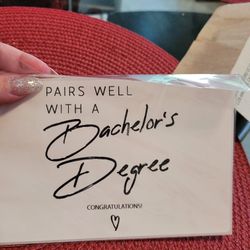 PAIRS WELL
WITH A
Bachelor's
Degree
CONGRATULATIONS!